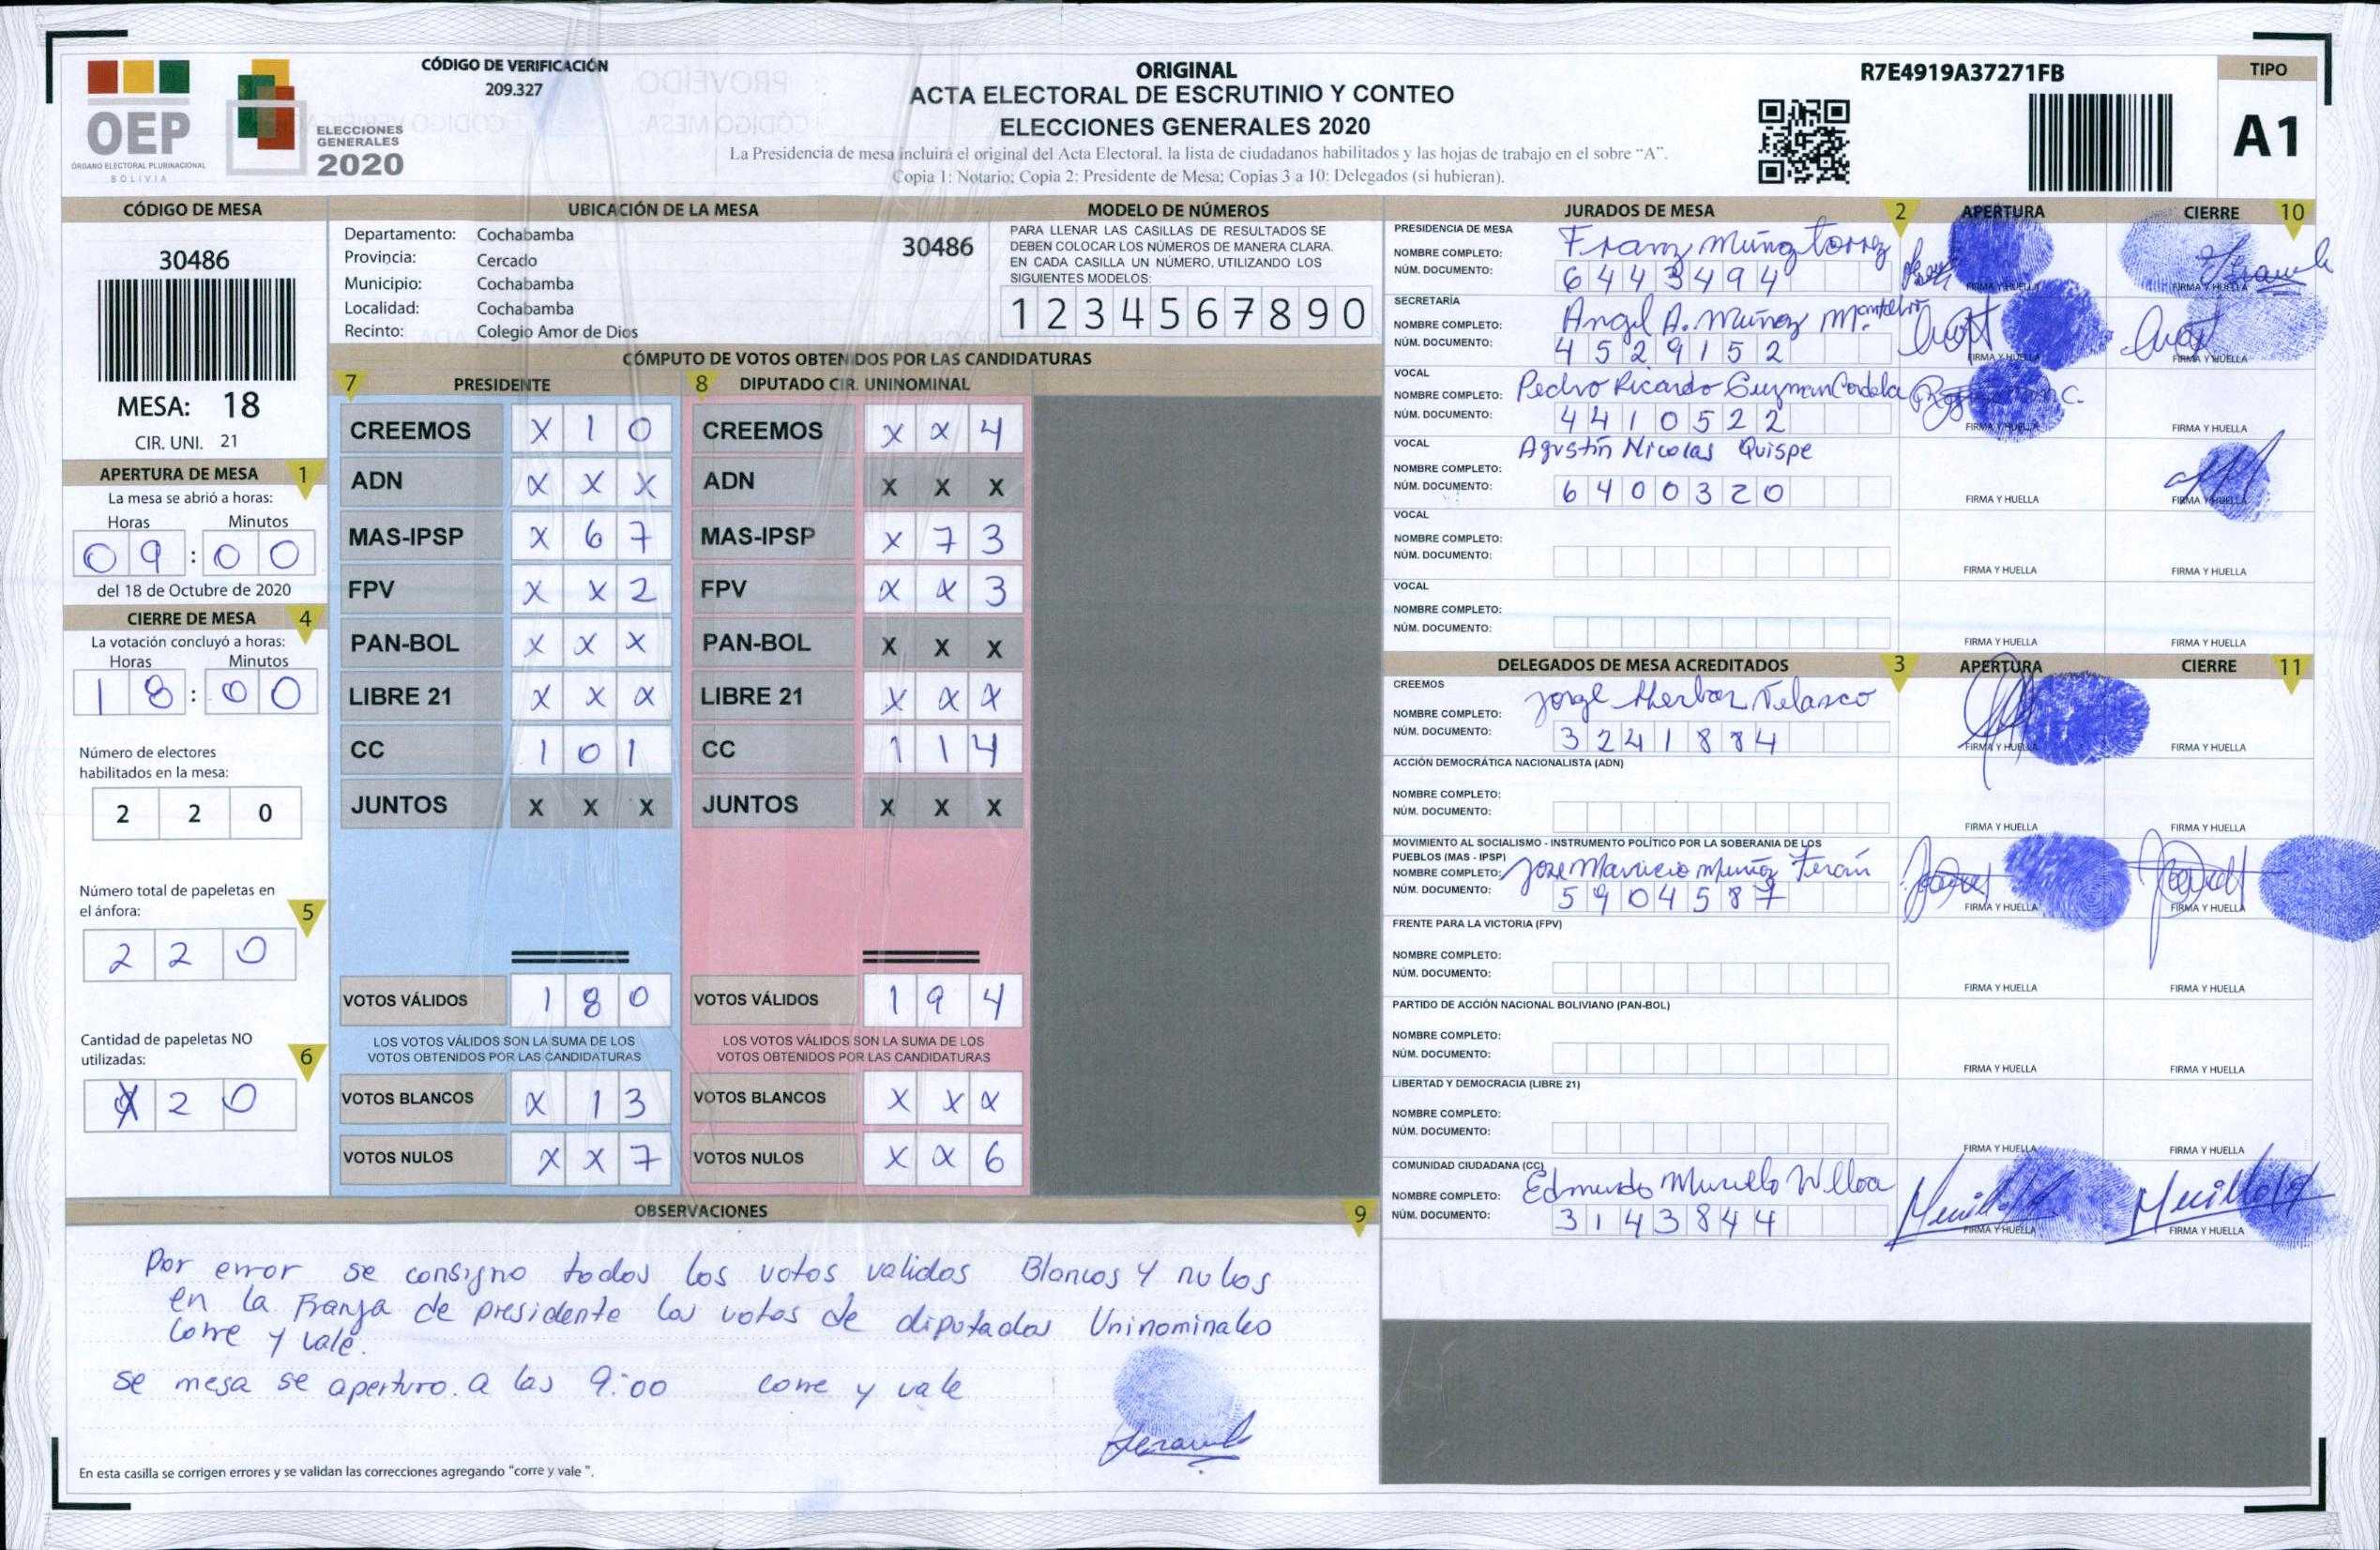 CÓDIGO DE VERIFICACIÓN
209.327
OEP
ÓRGANO ELECTORAL PLURINACIONAL
BOLIVIA
ELECCIONES
GENERALES
2020
ORIGINAL
ACTA ELECTORAL DE ESCRUTINIO Y CONTEO
ELECCIONES GENERALES 2020
La Presidencia de mesa incluirá el original del Acta Electoral, la lista de ciudadanos habilitados y las hojas de trabajo en el sobre "A".
Copia 1: Notario; Copia 2: Presidente de Mesa; Copias 3 a 10: Delegados (si hubieran).
R7E4919A37271FB
TIPO
A1
CÓDIGO DE MESA
30486
MESA: 18
CIR. UNI. 21
APERTURA DE MESA 1
La mesa se abrió a horas:
Horas Minutos
09:00
del 18 de Octubre de 2020
CIERRE DE MESA 4
La votación concluyó a horas:
Horas Minutos
18:00
Número de electores
habilitados en la mesa:
2 2 0
Número total de papeletas en
el ánfora: 5
2 2 0
Cantidad de papeletas NO
utilizadas: 6
X 2 0
UBICACIÓN DE LA MESA
Departamento: Cochabamba
Provincia: Cercado
Municipio: Cochabamba
Localidad: Cochabamba
Recinto: Colegio Amor de Dios
30486
MODELO DE NÚMEROS
PARA LLENAR LAS CASILLAS DE RESULTADOS SE
DEBEN COLOCAR LOS NÚMEROS DE MANERA CLARA.
EN CADA CASILLA UN NÚMERO, UTILIZANDO LOS
SIGUIENTES MODELOS:
1 2 3 4 5 6 7 8 9 0
CÓMPUTO DE VOTOS OBTENIDOS POR LAS CANDIDATURAS
7 PRESIDENTE
CREEMOS X 1 0
ADN X X X
MAS-IPSP X 6 7
FPV X X 2
PAN-BOL X X X
LIBRE 21 X X X
CC 1 0 1
JUNTOS X X X
VOTOS VÁLIDOS 1 8 0
LOS VOTOS VÁLIDOS SON LA SUMA DE LOS
VOTOS OBTENIDOS POR LAS CANDIDATURAS
VOTOS BLANCOS X 1 3
VOTOS NULOS X X 7
8 DIPUTADO CIR. UNINOMINAL
CREEMOS X X 4
ADN X X X
MAS-IPSP X 7 3
FPV X X 3
PAN-BOL X X X
LIBRE 21 X X X
CC 1 1 4
JUNTOS X X X
VOTOS VÁLIDOS 1 9 4
LOS VOTOS VÁLIDOS SON LA SUMA DE LOS
VOTOS OBTENIDOS POR LAS CANDIDATURAS
VOTOS BLANCOS X X X
VOTOS NULOS X X 6
OBSERVACIONES 9
Por error se consigno todos los votos validos Blancos y nulos
en la Franja de presidente los votos de diputados Uninominales
corre y vale.
se mesa se aperturo. a las 9:00 corre y vale
En esta casilla se corrigen errores y se validan las correcciones agregando "corre y vale ".
JURADOS DE MESA 2 APERTURA CIERRE 10
PRESIDENCIA DE MESA
NOMBRE COMPLETO: Franz Muñoz Torrez
NÚM. DOCUMENTO: 6443494
FIRMA Y HUELLA FIRMA Y HUELLA
SECRETARÍA
NOMBRE COMPLETO: Angel A. Muñoz
NÚM. DOCUMENTO: 4529152
FIRMA Y HUELLA FIRMA Y HUELLA
VOCAL
NOMBRE COMPLETO: Pedro Ricardo Guzman
NÚM. DOCUMENTO: 4410522
FIRMA Y HUELLA FIRMA Y HUELLA
VOCAL
NOMBRE COMPLETO: Agustín Nicolas Quispe
NÚM. DOCUMENTO: 6400320
FIRMA Y HUELLA FIRMA Y HUELLA
VOCAL
NOMBRE COMPLETO:
NÚM. DOCUMENTO:
FIRMA Y HUELLA FIRMA Y HUELLA
VOCAL
NOMBRE COMPLETO:
NÚM. DOCUMENTO:
FIRMA Y HUELLA FIRMA Y HUELLA
DELEGADOS DE MESA ACREDITADOS 3 APERTURA CIERRE 11
CREEMOS
NOMBRE COMPLETO: Jorge Velasco
NÚM. DOCUMENTO: 3241884
FIRMA Y HUELLA FIRMA Y HUELLA
ACCIÓN DEMOCRÁTICA NACIONALISTA (ADN)
NOMBRE COMPLETO:
NÚM. DOCUMENTO:
FIRMA Y HUELLA FIRMA Y HUELLA
MOVIMIENTO AL SOCIALISMO - INSTRUMENTO POLÍTICO POR LA SOBERANIA DE LOS
PUEBLOS (MAS - IPSP)
NOMBRE COMPLETO: Jose Mauricio Muñoz Terán
NÚM. DOCUMENTO: 5904587
FIRMA Y HUELLA FIRMA Y HUELLA
FRENTE PARA LA VICTORIA (FPV)
NOMBRE COMPLETO:
NÚM. DOCUMENTO:
FIRMA Y HUELLA FIRMA Y HUELLA
PARTIDO DE ACCIÓN NACIONAL BOLIVIANO (PAN-BOL)
NOMBRE COMPLETO:
NÚM. DOCUMENTO:
FIRMA Y HUELLA FIRMA Y HUELLA
LIBERTAD Y DEMOCRACIA (LIBRE 21)
NOMBRE COMPLETO:
NÚM. DOCUMENTO:
FIRMA Y HUELLA FIRMA Y HUELLA
COMUNIDAD CIUDADANA (CC)
NOMBRE COMPLETO: Edmundo Murillo Ulloa
NÚM. DOCUMENTO: 3143844
FIRMA Y HUELLA FIRMA Y HUELLA